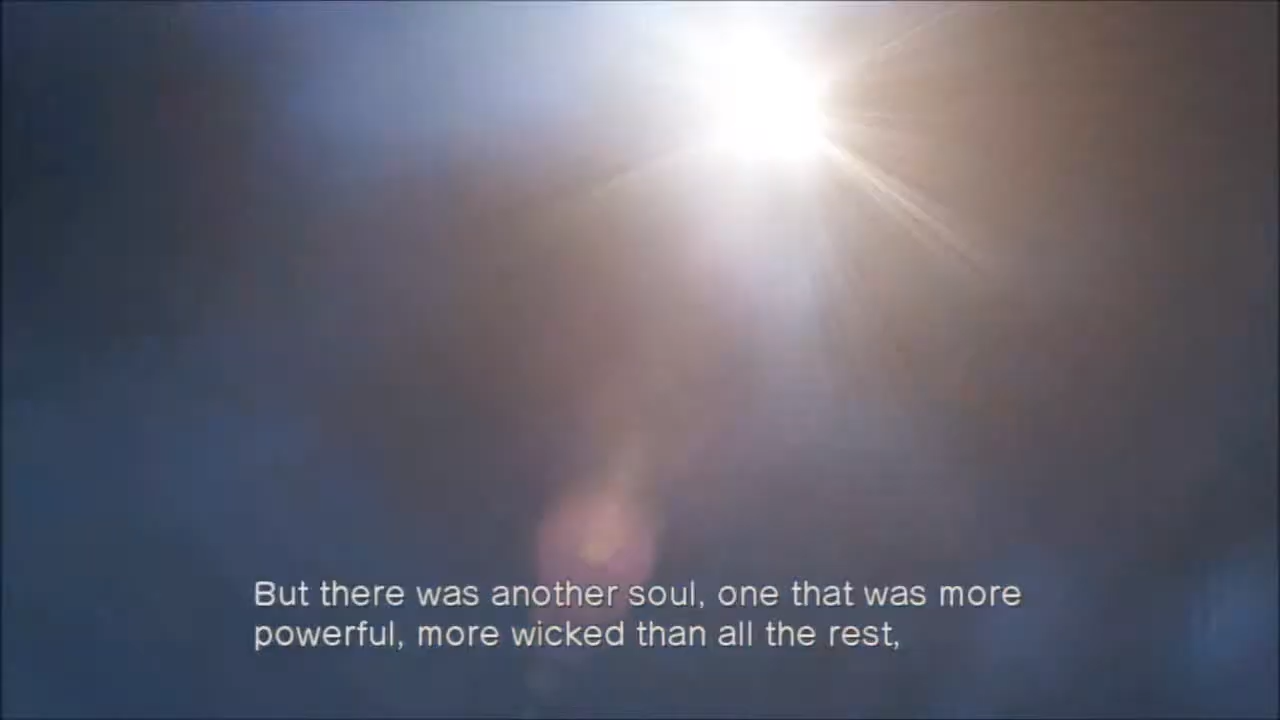 But there was another soul, one that was more
powerful, more wicked than all the rest,